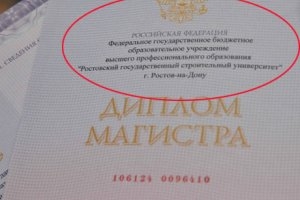 СВЕДЕНИЯ О
РОССИЙСКАЯ ФЕДЕРАЦИЯ
Федеральное государственное бюджетное
образовательное учреждение
высшего профессионального образования
"Ростовский государственный строительный университет"
г. Ростов-на-Дону
ДИПЛОМ
МАГИСТРА
106124 0096410